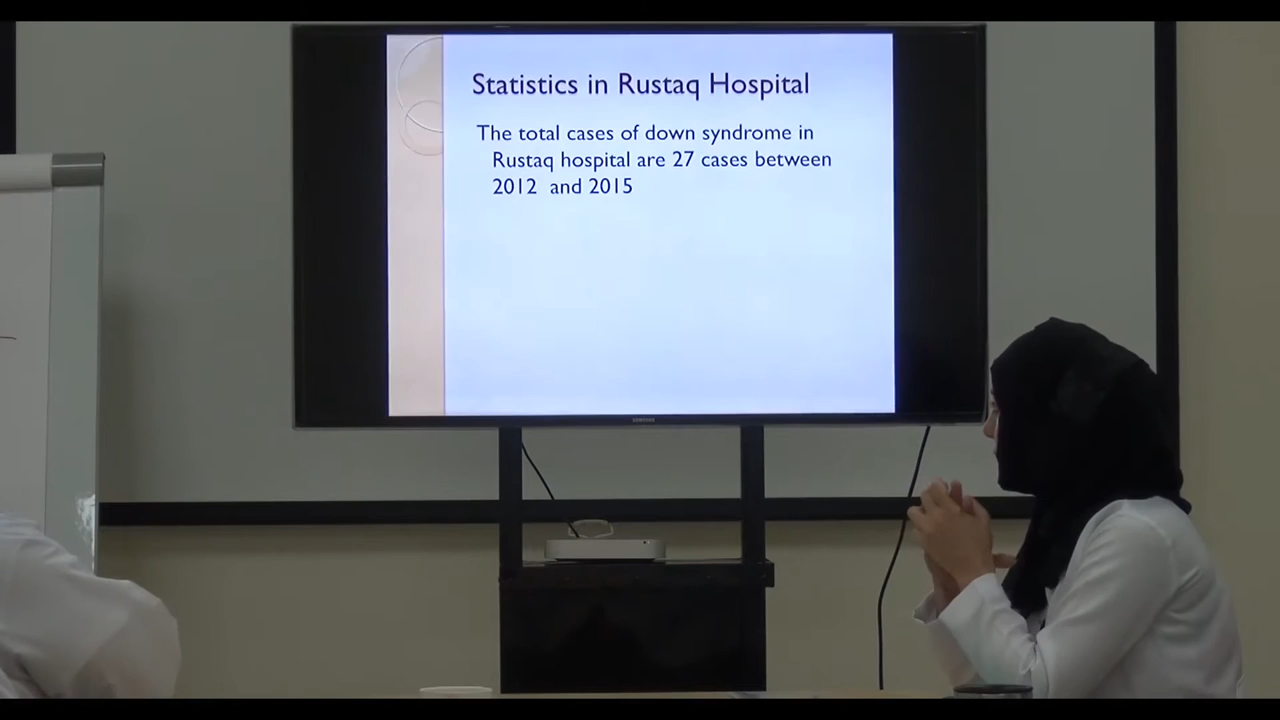 Statistics in Rustaq Hospital
The total cases of down syndrome in
Rustaq hospital are 27 cases between
2012 and 2015
SAMSUNG